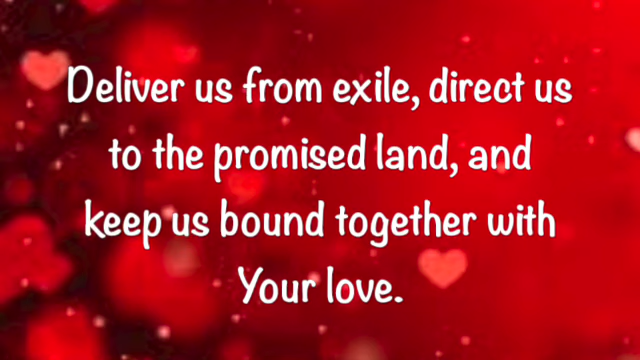 Deliver us from exile, direct us
to the promised land, and
keep us bound together with
Your love.